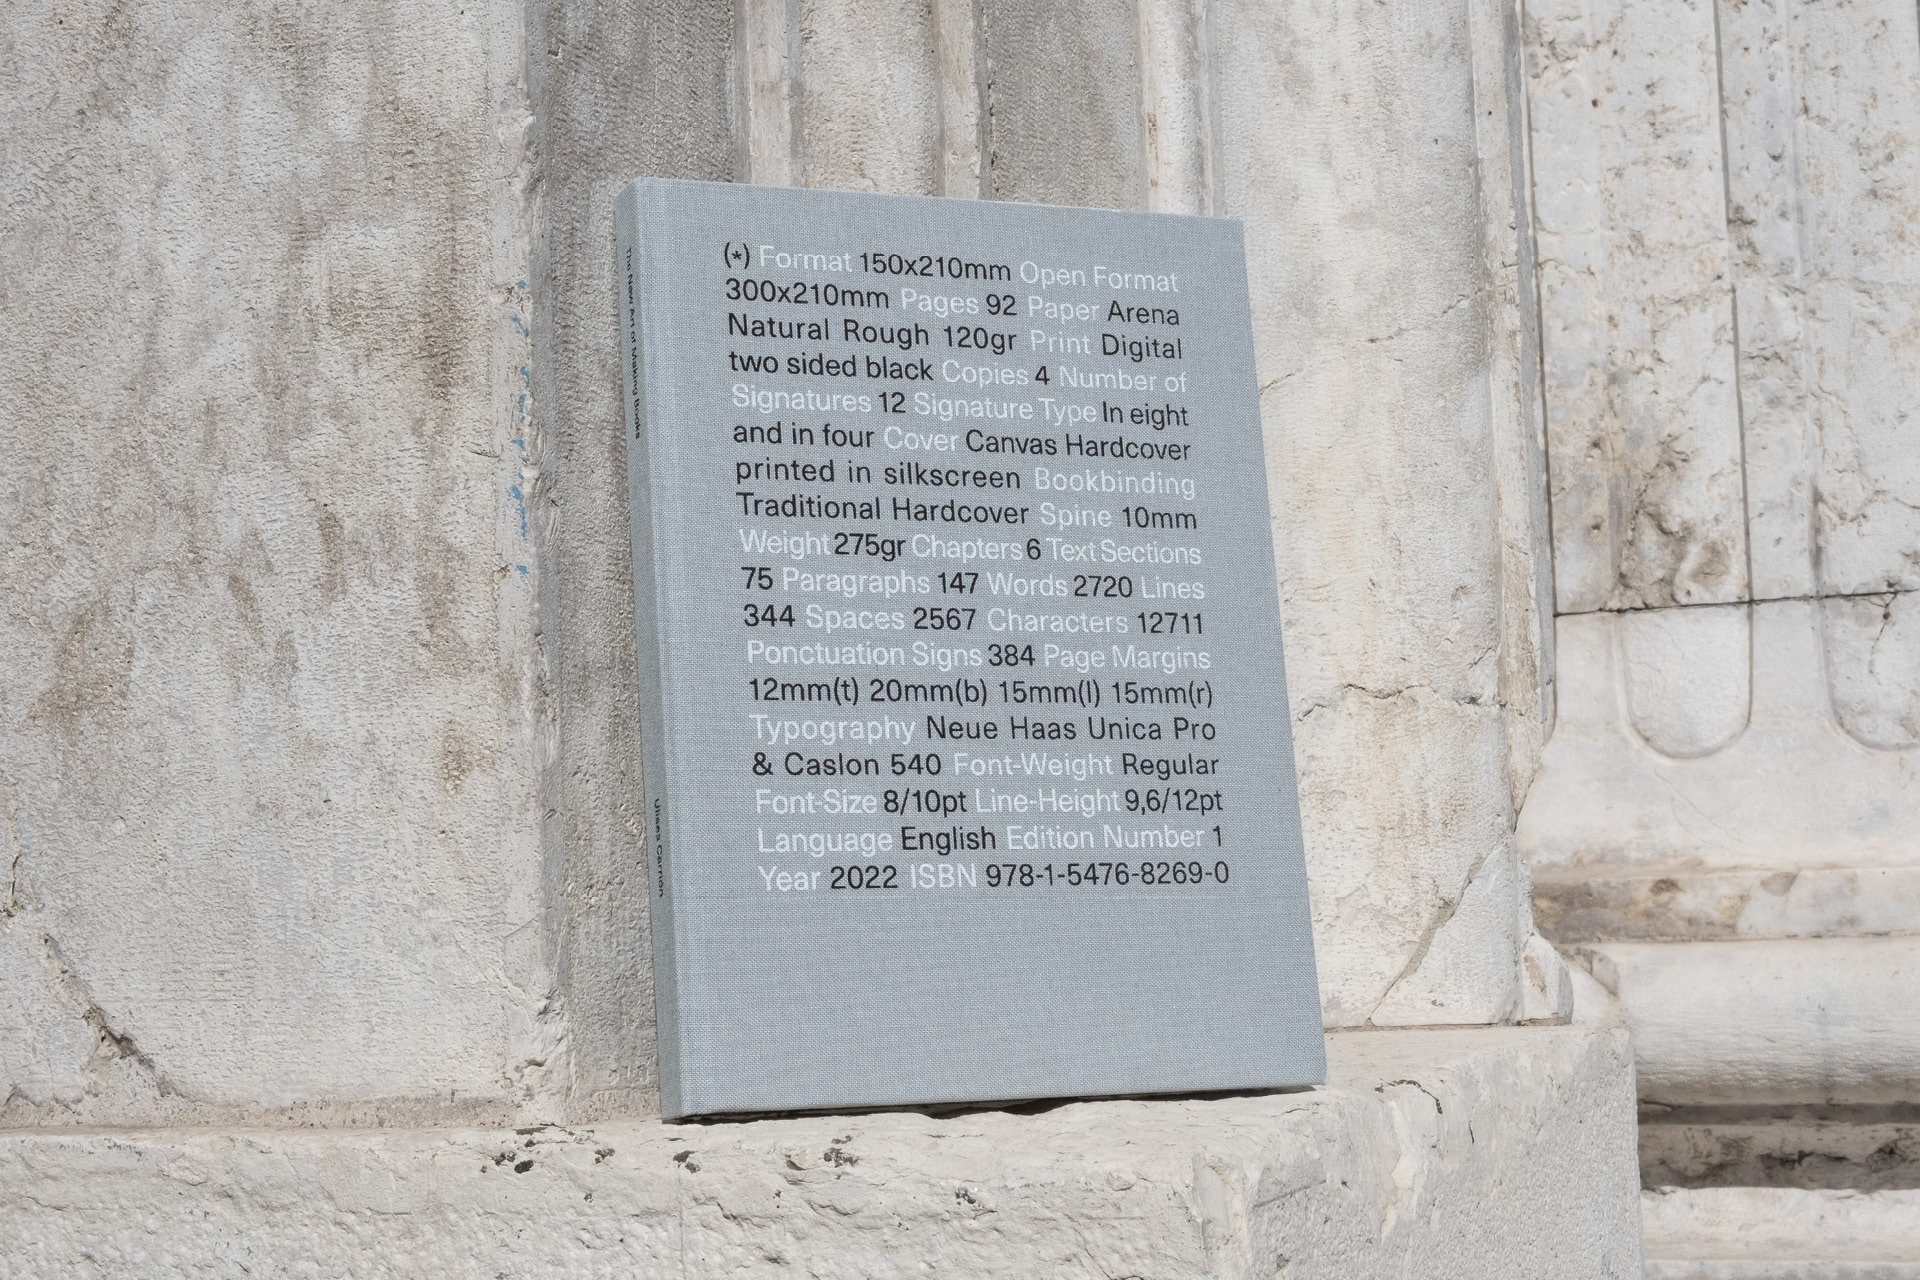 (*) Format 150x210mm Open Format
300x210mm Pages 92 Paper Arena
Natural Rough 120gr Print Digital
two sided black Copies 4 Number of
Signatures 12 Signature Type In eight
and in four Cover Canvas Hardcover
printed in silkscreen Bookbinding
Traditional Hardcover Spine 10mm
Weight 275gr Chapters 6 Text Sections
75 Paragraphs 147 Words 2720 Lines
344 Spaces 2567 Characters 12711
Ponctuation Signs 384 Page Margins
12mm(t) 20mm(b) 15mm(l) 15mm(r)
Typography Neue Haas Unica Pro
& Caslon 540 Font-Weight Regular
Font-Size 8/10pt Line-Height 9,6/12pt
Language English Edition Number 1
Year 2022 ISBN 978-1-5476-8269-0
The New Art of Making Books
Ulises Carrión